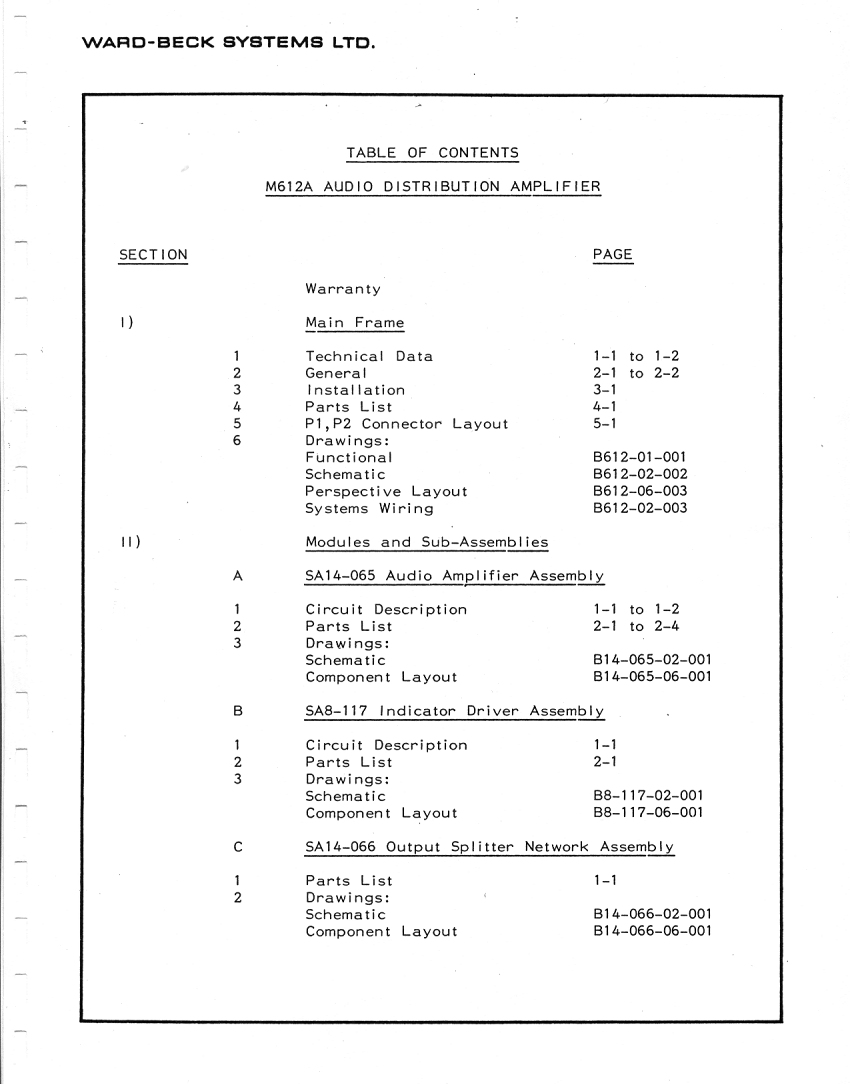 WARD-BECK SYSTEMS LTD.
TABLE OF CONTENTS
M612A AUDIO DISTRIBUTION AMPLIFIER
SECTION PAGE
Warranty
I) Main Frame
1 Technical Data 1-1 to 1-2
2 General 2-1 to 2-2
3 Installation 3-1
4 Parts List 4-1
5 P1,P2 Connector Layout 5-1
6 Drawings:
Functional B612-01-001
Schematic B612-02-002
Perspective Layout B612-06-003
Systems Wiring B612-02-003
II) Modules and Sub-Assemblies
A SA14-065 Audio Amplifier Assembly
1 Circuit Description 1-1 to 1-2
2 Parts List 2-1 to 2-4
3 Drawings:
Schematic B14-065-02-001
Component Layout B14-065-06-001
B SA8-117 Indicator Driver Assembly
1 Circuit Description 1-1
2 Parts List 2-1
3 Drawings:
Schematic B8-117-02-001
Component Layout B8-117-06-001
C SA14-066 Output Splitter Network Assembly
1 Parts List 1-1
2 Drawings:
Schematic B14-066-02-001
Component Layout B14-066-06-001